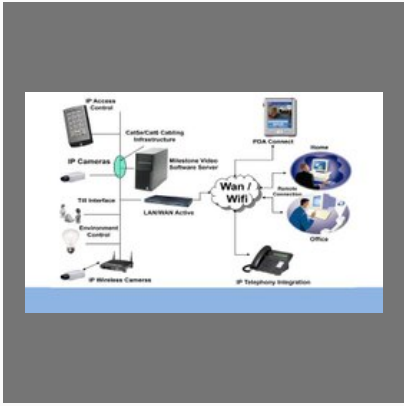 IP Access
Control
Cat5e/Cat6 Cabling
Infrastructure
IP Cameras
Milestone Video
Software Server
Till Interface
LAN/WAN Active
Environment
Control
IP Wireless Cameras
PDA Connect
Home
Wan /
Wifi
Remote
Connection
Office
IP Telephony Integration